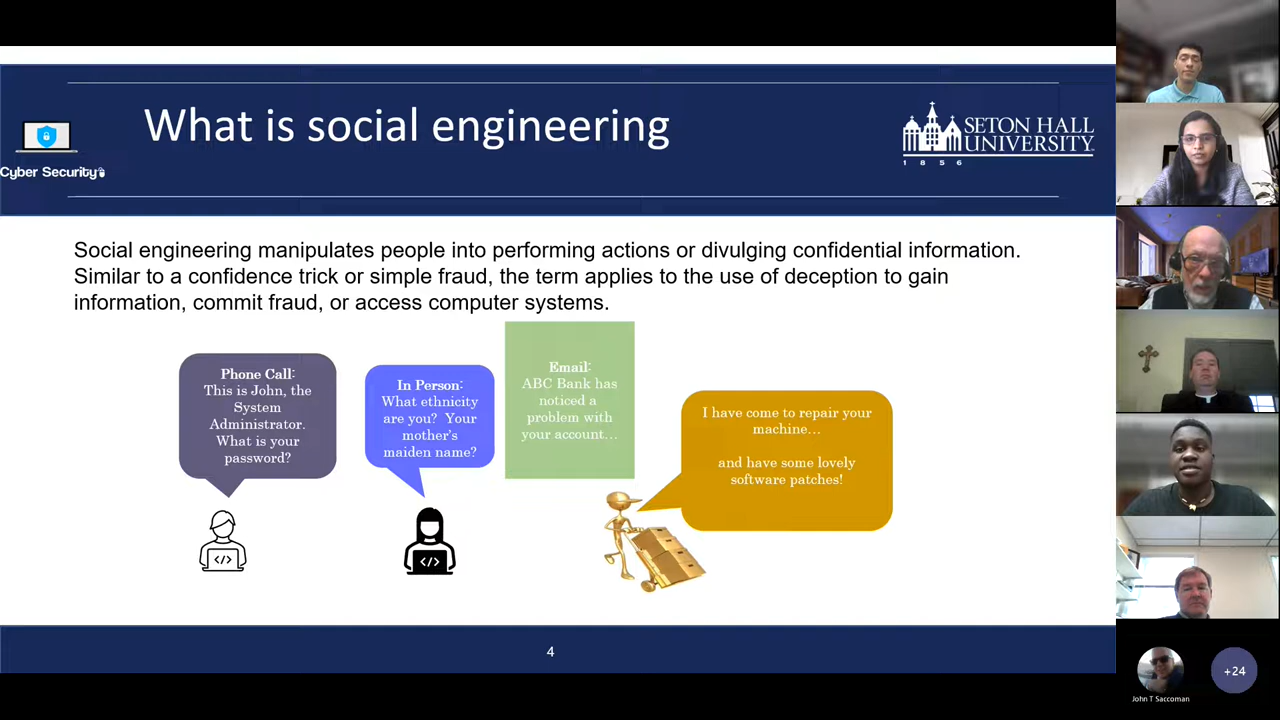 What is social engineering
SETON HALL
UNIVERSITY
1 8 5 6
Cyber Security
Social engineering manipulates people into performing actions or divulging confidential information.
Similar to a confidence trick or simple fraud, the term applies to the use of deception to gain
information, commit fraud, or access computer systems.
Phone Call:
This is John, the
System
Administrator.
What is your
password?
In Person:
What ethnicity
are you? Your
mother's
maiden name?
Email:
ABC Bank has
noticed a
problem with
your account…
I have come to repair your
machine…
and have some lovely
software patches!
</>
</>
4
John T Saccoman
+24